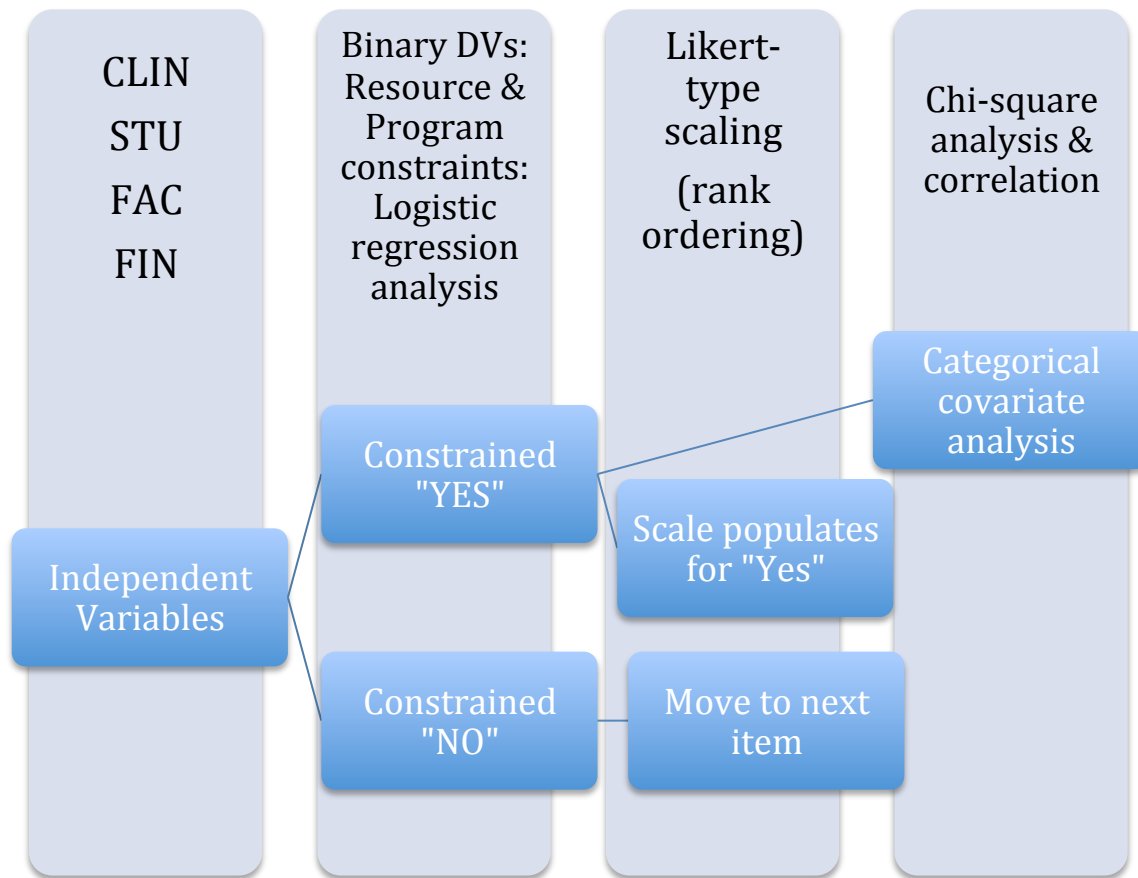 CLIN
STU
FAC
FIN
Binary DVs:
Resource &
Program
constraints:
Logistic
regression
analysis
Likert-
type
scaling
(rank
ordering)
Chi-square
analysis &
correlation
Independent
Variables
Constrained
"YES"
Constrained
"NO"
Scale populates
for "Yes"
Move to next
item
Categorical
covariate
analysis